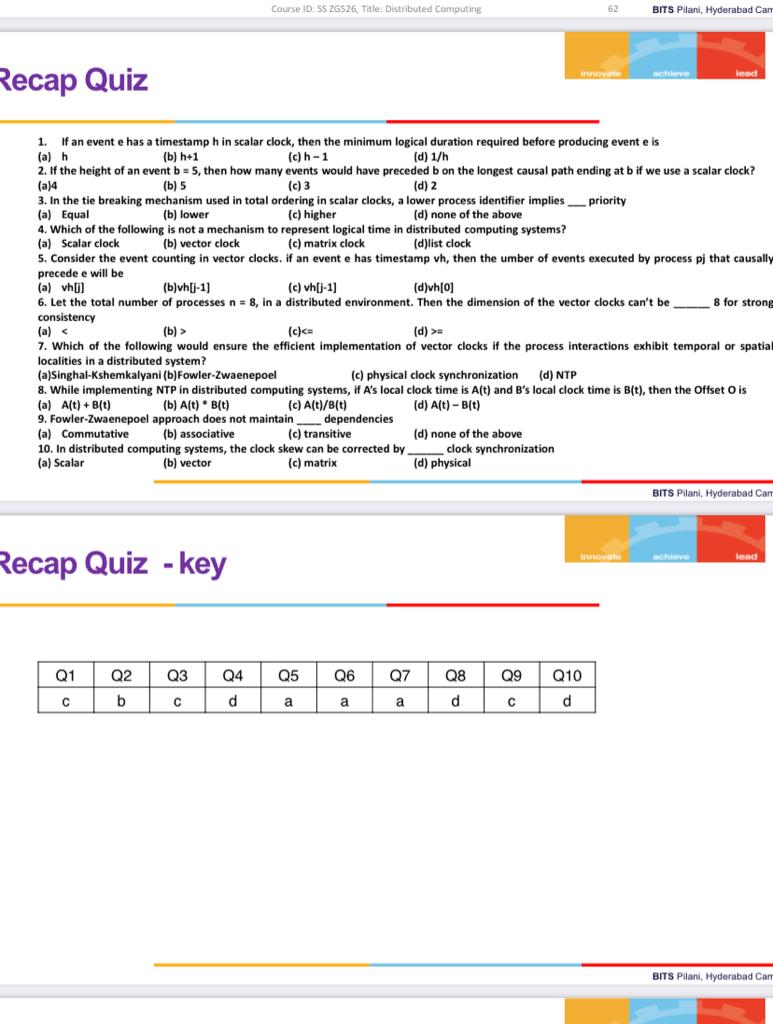 Course ID: SS ZG526, Title: Distributed Computing 62 BITS Pilani, Hyderabad Cam
Recap Quiz
innovate achieve lead
1. If an event e has a timestamp h in scalar clock, then the minimum logical duration required before producing event e is
(a) h (b) h+1 (c) h – 1 (d) 1/h
2. If the height of an event b = 5, then how many events would have preceded b on the longest causal path ending at b if we use a scalar clock?
(a)4 (b) 5 (c) 3 (d) 2
3. In the tie breaking mechanism used in total ordering in scalar clocks, a lower process identifier implies ___ priority
(a) Equal (b) lower (c) higher (d) none of the above
4. Which of the following is not a mechanism to represent logical time in distributed computing systems?
(a) Scalar clock (b) vector clock (c) matrix clock (d)list clock
5. Consider the event counting in vector clocks. if an event e has timestamp vh, then the umber of events executed by process pj that causally
precede e will be
(a) vh[j] (b)vh[j-1] (c) vh[j-1] (d)vh[0]
6. Let the total number of processes n = 8, in a distributed environment. Then the dimension of the vector clocks can't be ______ 8 for strong
consistency
(a) < (b) > (c)<= (d) >=
7. Which of the following would ensure the efficient implementation of vector clocks if the process interactions exhibit temporal or spatial
localities in a distributed system?
(a)Singhal-Kshemkalyani (b)Fowler-Zwaenepoel (c) physical clock synchronization (d) NTP
8. While implementing NTP in distributed computing systems, if A's local clock time is A(t) and B's local clock time is B(t), then the Offset O is
(a) A(t) + B(t) (b) A(t) * B(t) (c) A(t)/B(t) (d) A(t) – B(t)
9. Fowler-Zwaenepoel approach does not maintain ____ dependencies
(a) Commutative (b) associative (c) transitive (d) none of the above
10. In distributed computing systems, the clock skew can be corrected by ______ clock synchronization
(a) Scalar (b) vector (c) matrix (d) physical
BITS Pilani, Hyderabad Cam
Recap Quiz - key
innovate achieve lead
Q1 Q2 Q3 Q4 Q5 Q6 Q7 Q8 Q9 Q10
c b c d a a a d c d
BITS Pilani, Hyderabad Cam